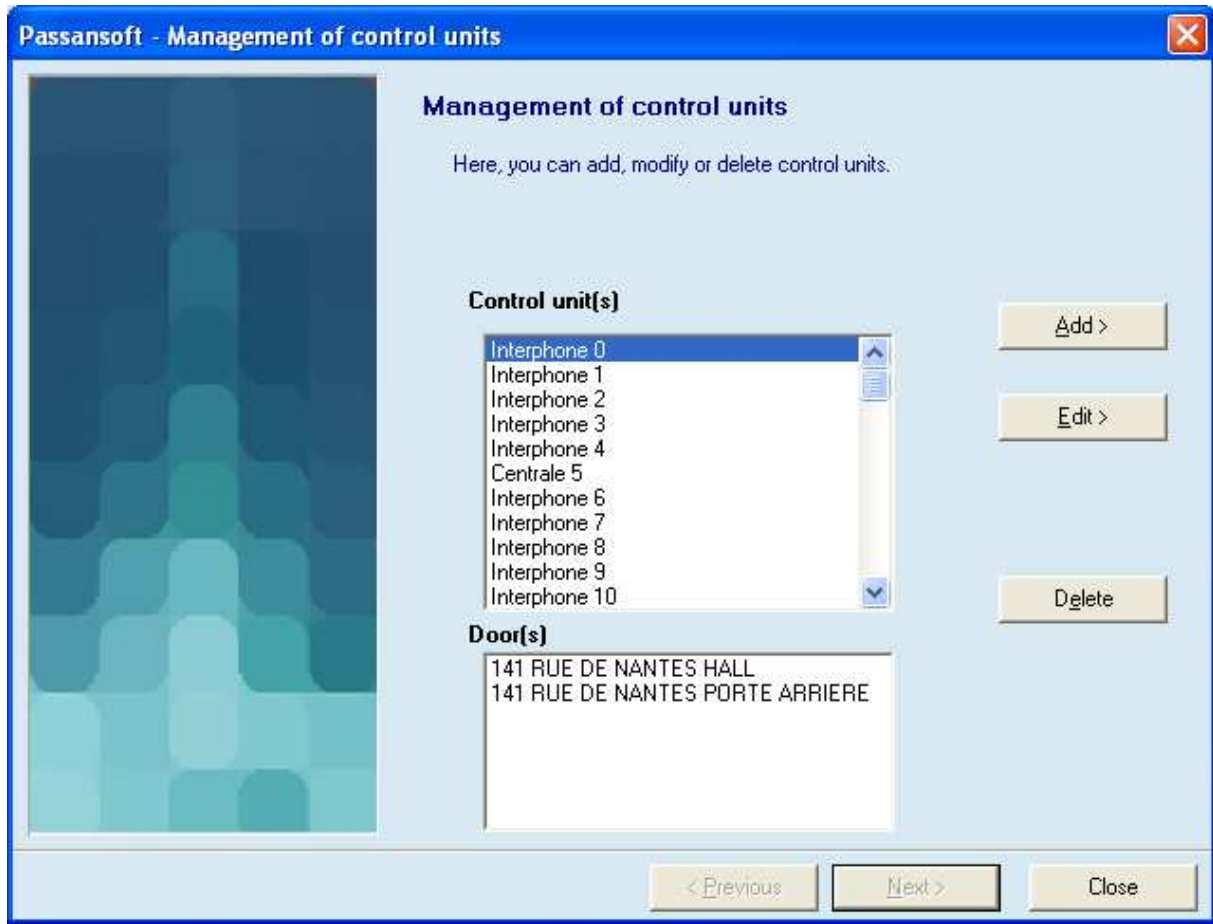 Passansoft - Management of control units
Management of control units
Here, you can add, modify or delete control units.
Control unit(s)
Interphone 0
Interphone 1
Interphone 2
Interphone 3
Interphone 4
Centrale 5
Interphone 6
Interphone 7
Interphone 8
Interphone 9
Interphone 10
Add >
Edit >
Delete
Door(s)
141 RUE DE NANTES HALL
141 RUE DE NANTES PORTE ARRIERE
< Previous
Next >
Close